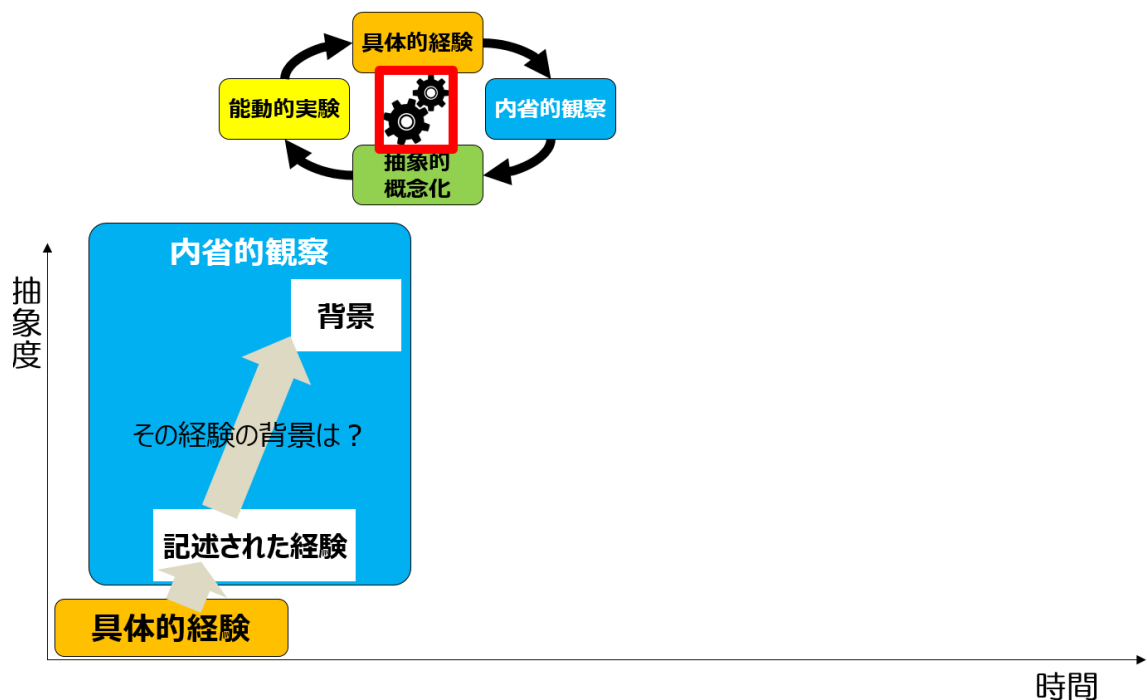 具体的経験
能動的実験
内省的観察
抽象的
概念化
内省的観察
抽象度
背景
その経験の背景は？
記述された経験
具体的経験
時間